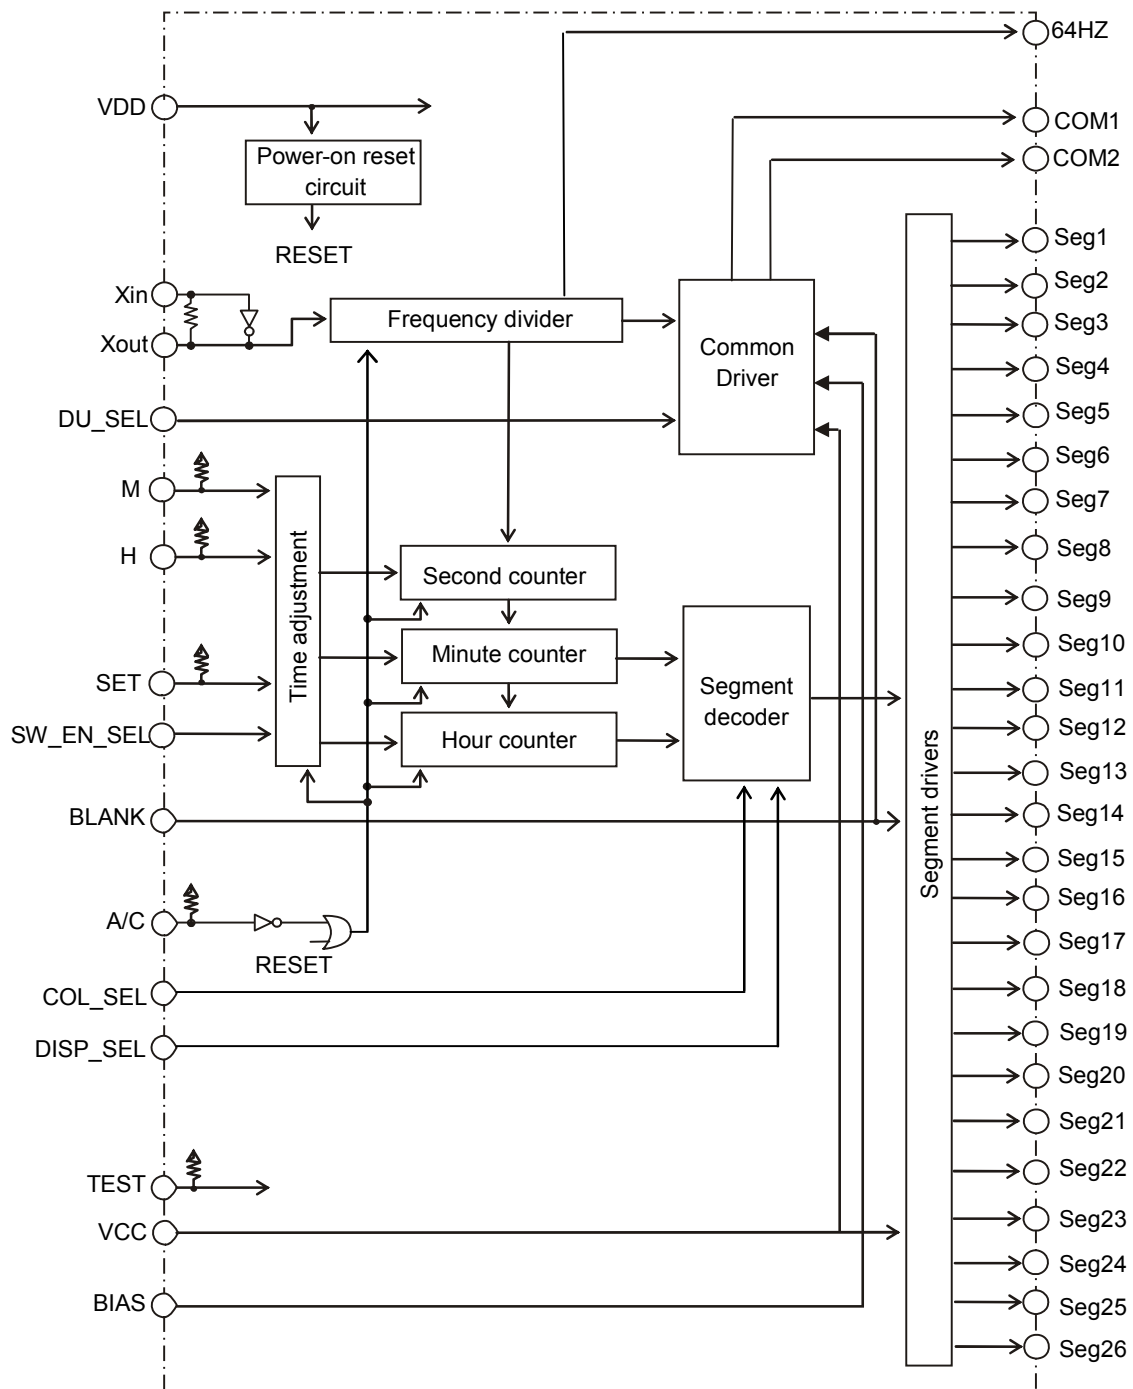 64HZ
VDD
COM1
COM2
Power-on reset
circuit
RESET
Xin
Xout
Frequency divider
Common
Driver
DU_SEL
M
H
Time adjustment
Second counter
Minute counter
Hour counter
SET
SW_EN_SEL
Segment
decoder
BLANK
A/C
RESET
COL_SEL
DISP_SEL
TEST
VCC
BIAS
Segment drivers
Seg1
Seg2
Seg3
Seg4
Seg5
Seg6
Seg7
Seg8
Seg9
Seg10
Seg11
Seg12
Seg13
Seg14
Seg15
Seg16
Seg17
Seg18
Seg19
Seg20
Seg21
Seg22
Seg23
Seg24
Seg25
Seg26